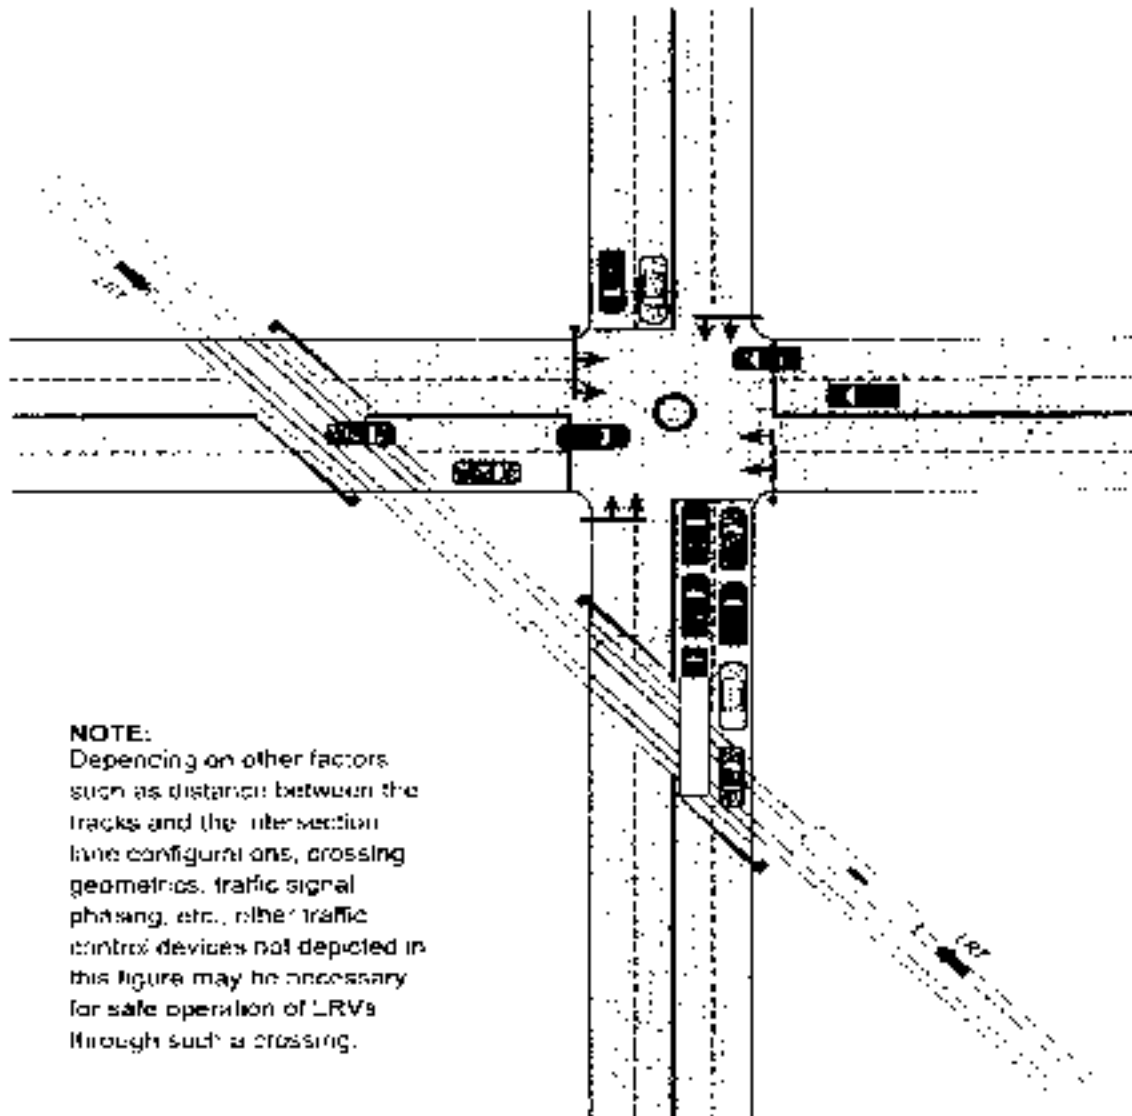 LRT
NOTE:
Depending on other factors
such as distance between the
tracks and the intersection
lane configurations, crossing
geometrics, traffic signal
phasing, etc., other traffic
control devices not depicted in
this figure may be necessary
for safe operation of LRVs
through such a crossing.
LRT